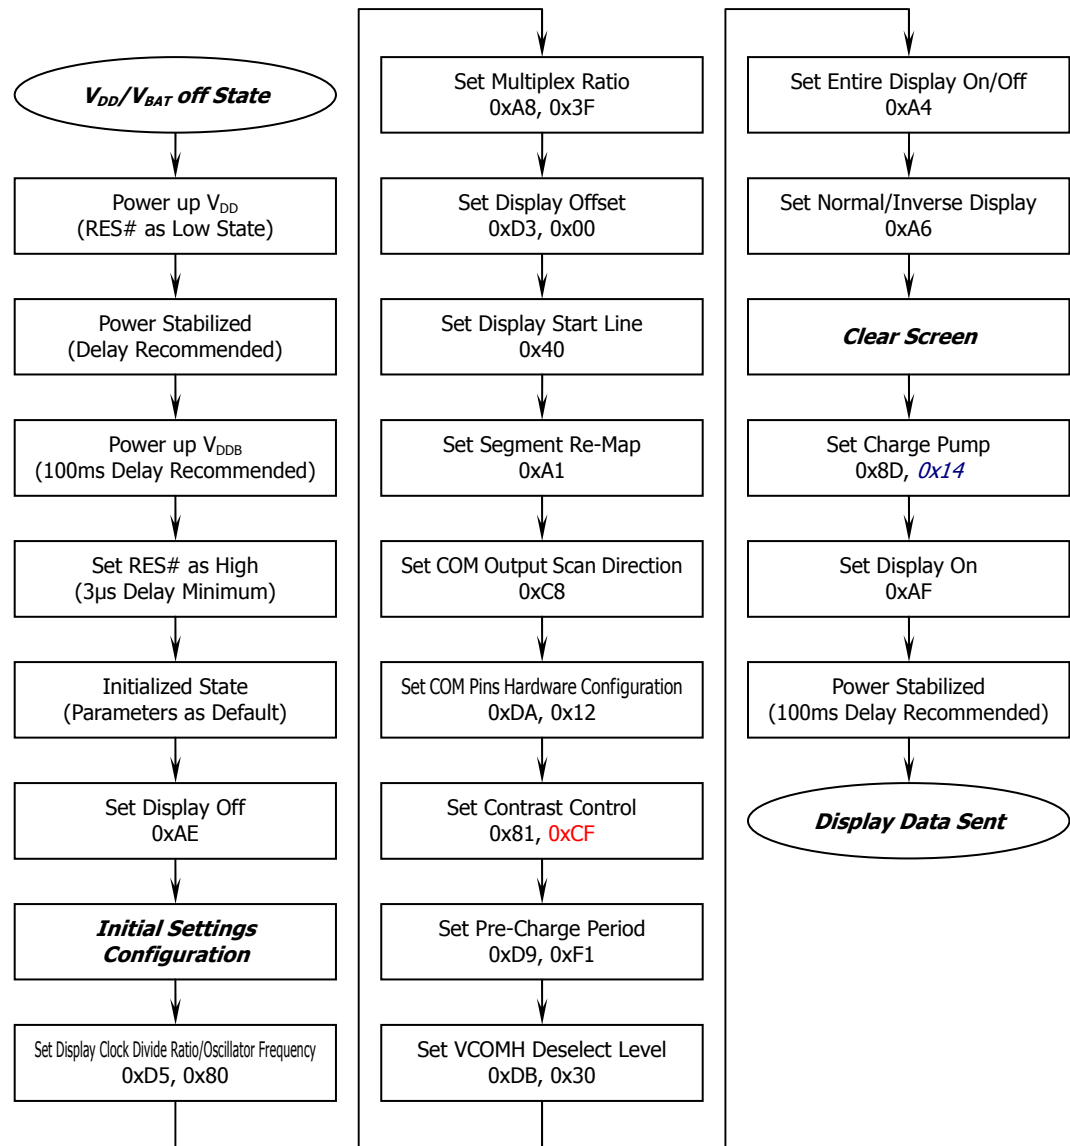 V_DD/V_BAT off State
Power up V_DD
(RES# as Low State)
Power Stabilized
(Delay Recommended)
Power up V_DDB
(100ms Delay Recommended)
Set RES# as High
(3μs Delay Minimum)
Initialized State
(Parameters as Default)
Set Display Off
0xAE
Initial Settings
Configuration
Set Display Clock Divide Ratio/Oscillator Frequency
0xD5, 0x80
Set Multiplex Ratio
0xA8, 0x3F
Set Display Offset
0xD3, 0x00
Set Display Start Line
0x40
Set Segment Re-Map
0xA1
Set COM Output Scan Direction
0xC8
Set COM Pins Hardware Configuration
0xDA, 0x12
Set Contrast Control
0x81, 0xCF
Set Pre-Charge Period
0xD9, 0xF1
Set VCOMH Deselect Level
0xDB, 0x30
Set Entire Display On/Off
0xA4
Set Normal/Inverse Display
0xA6
Clear Screen
Set Charge Pump
0x8D, 0x14
Set Display On
0xAF
Power Stabilized
(100ms Delay Recommended)
Display Data Sent